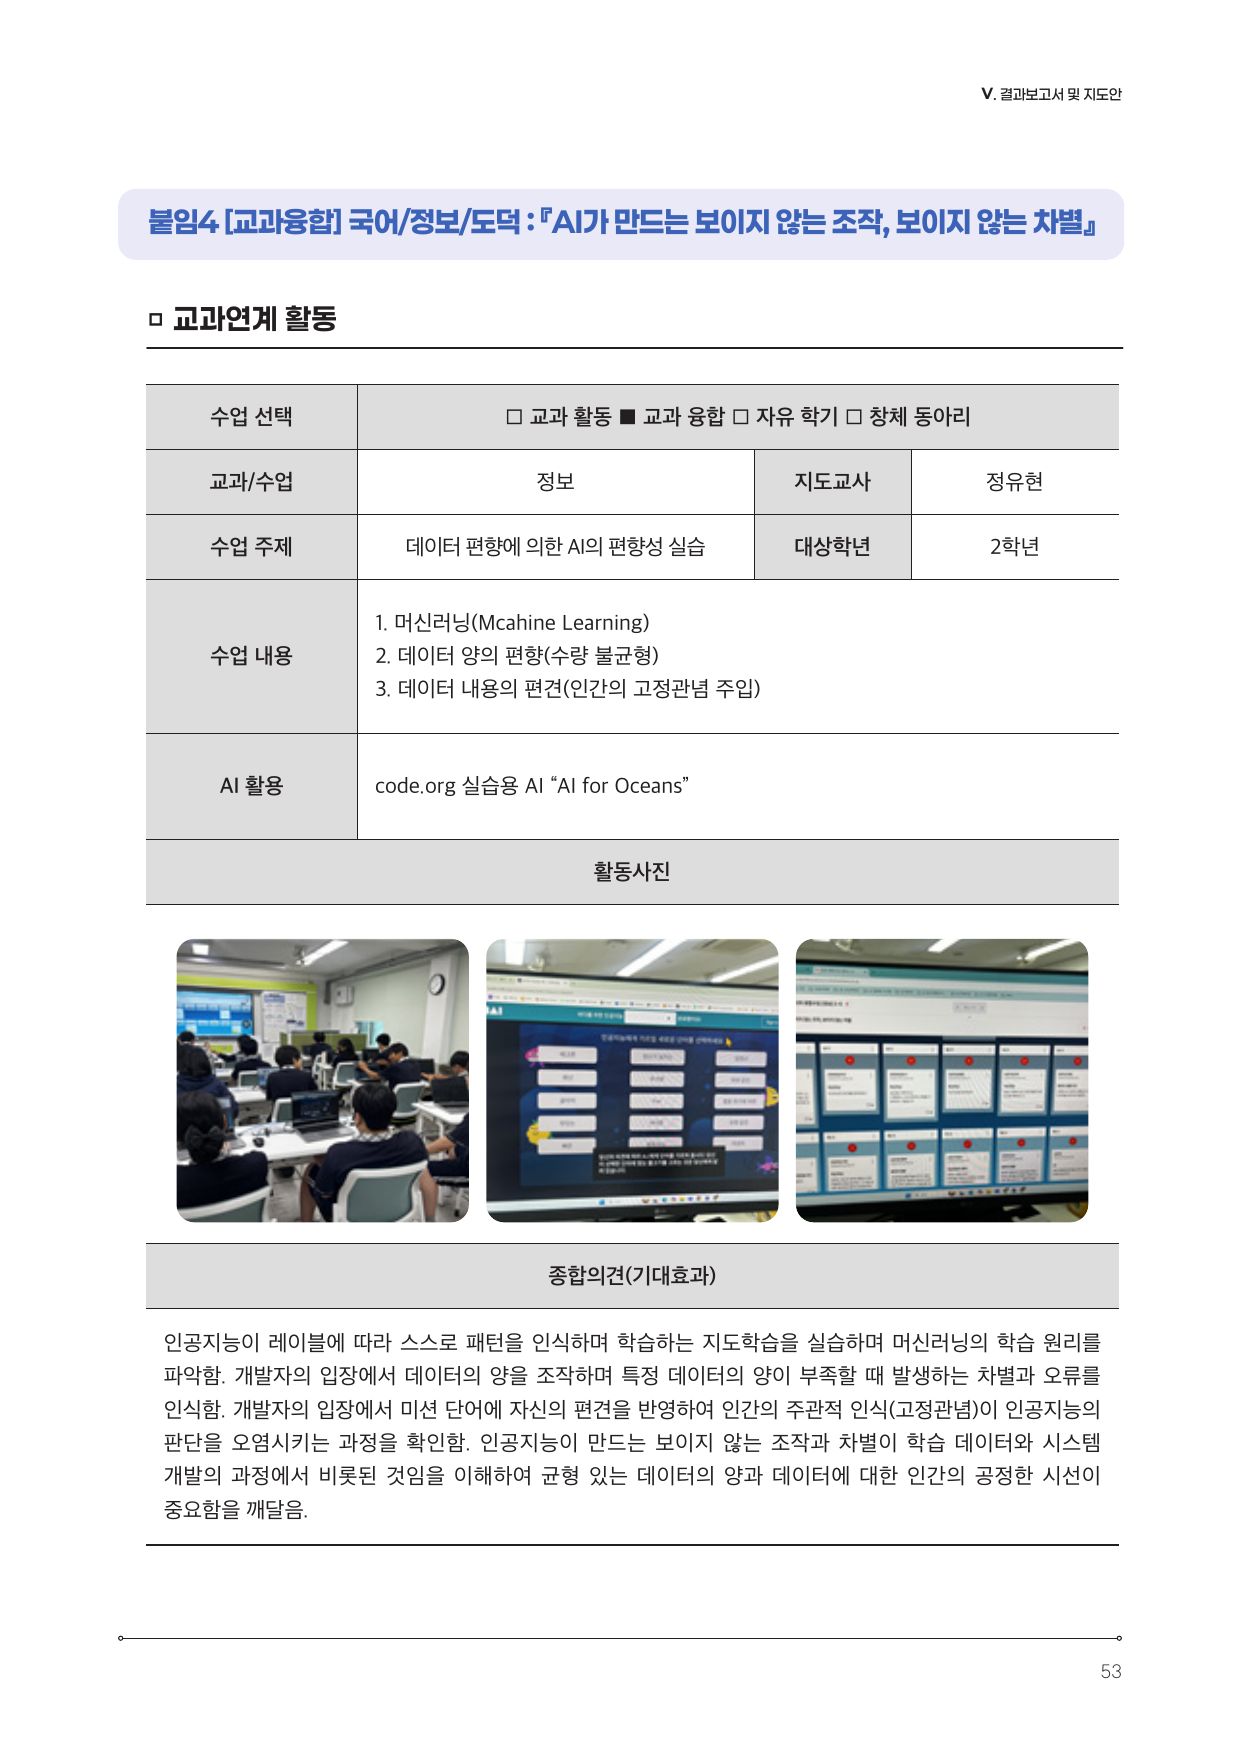 Ⅴ. 결과보고서 및 지도안
붙임4 [교과융합] 국어/정보/도덕 : 『AI가 만드는 보이지 않는 조작, 보이지 않는 차별』
□ 교과연계 활동
수업 선택
□ 교과 활동 ■ 교과 융합 □ 자유 학기 □ 창체 동아리
교과/수업
정보
지도교사
정유현
수업 주제
데이터 편향에 의한 AI의 편향성 실습
대상학년
2학년
수업 내용
1. 머신러닝(Mcahine Learning)
2. 데이터 양의 편향(수량 불균형)
3. 데이터 내용의 편견(인간의 고정관념 주입)
AI 활용
code.org 실습용 AI “AI for Oceans”
활동사진
종합의견(기대효과)
인공지능이 레이블에 따라 스스로 패턴을 인식하며 학습하는 지도학습을 실습하며 머신러닝의 학습 원리를
파악함. 개발자의 입장에서 데이터의 양을 조작하며 특정 데이터의 양이 부족할 때 발생하는 차별과 오류를
인식함. 개발자의 입장에서 미션 단어에 자신의 편견을 반영하여 인간의 주관적 인식(고정관념)이 인공지능의
판단을 오염시키는 과정을 확인함. 인공지능이 만드는 보이지 않는 조작과 차별이 학습 데이터와 시스템
개발의 과정에서 비롯된 것임을 이해하여 균형 있는 데이터의 양과 데이터에 대한 인간의 공정한 시선이
중요함을 깨달음.
53